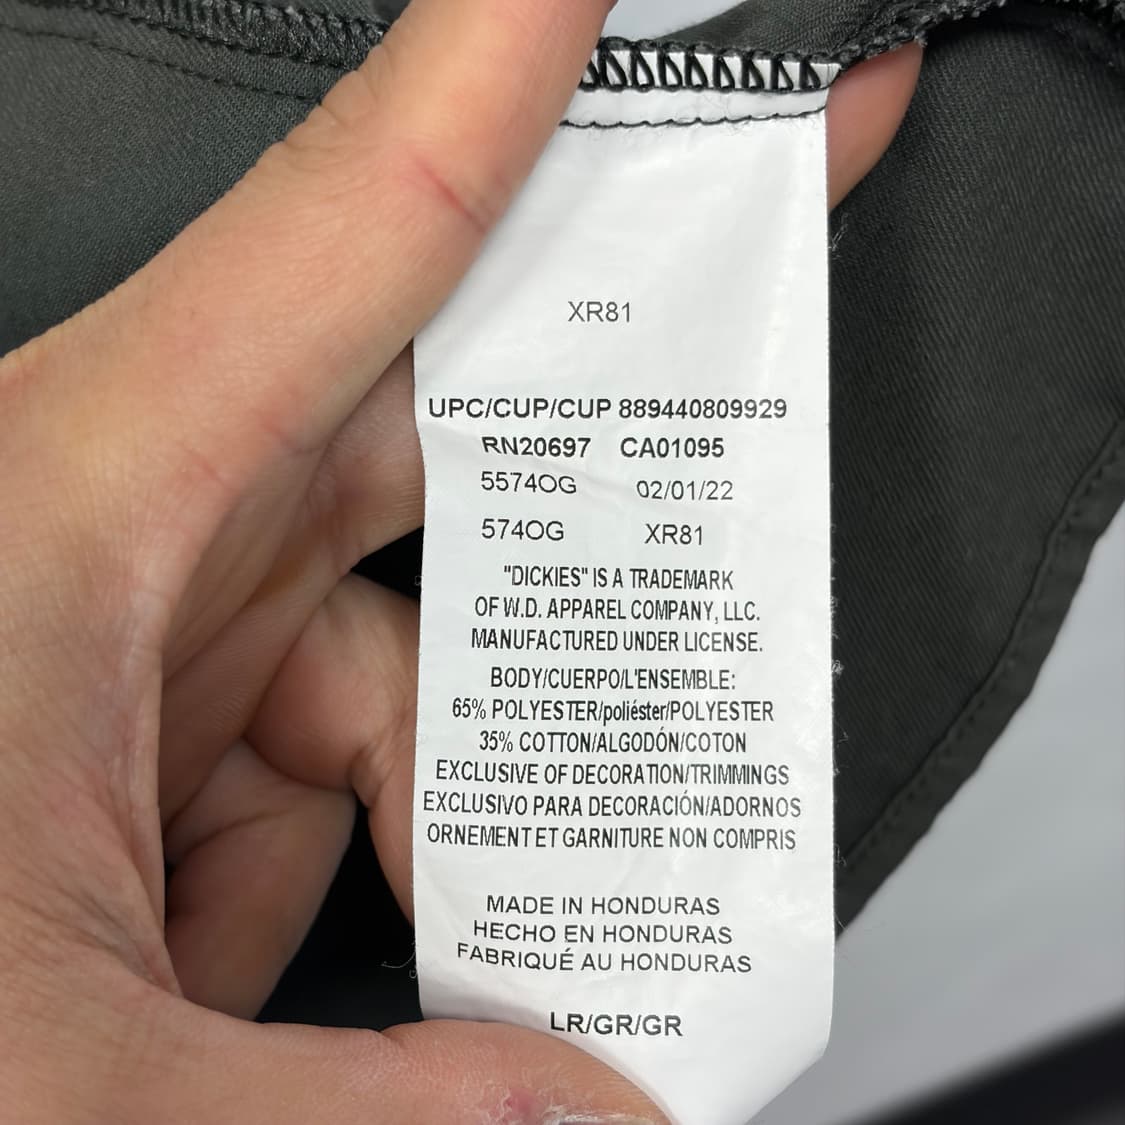 XR81
UPC/CUP/CUP 889440809929
RN20697 CA01095
5574OG 02/01/22
574OG XR81
"DICKIES" IS A TRADEMARK
OF W.D. APPAREL COMPANY, LLC.
MANUFACTURED UNDER LICENSE.
BODY/CUERPO/L'ENSEMBLE:
65% POLYESTER/poliéster/POLYESTER
35% COTTON/ALGODÓN/COTON
EXCLUSIVE OF DECORATION/TRIMMINGS
EXCLUSIVO PARA DECORACIÓN/ADORNOS
ORNEMENT ET GARNITURE NON COMPRIS
MADE IN HONDURAS
HECHO EN HONDURAS
FABRIQUÉ AU HONDURAS
LR/GR/GR